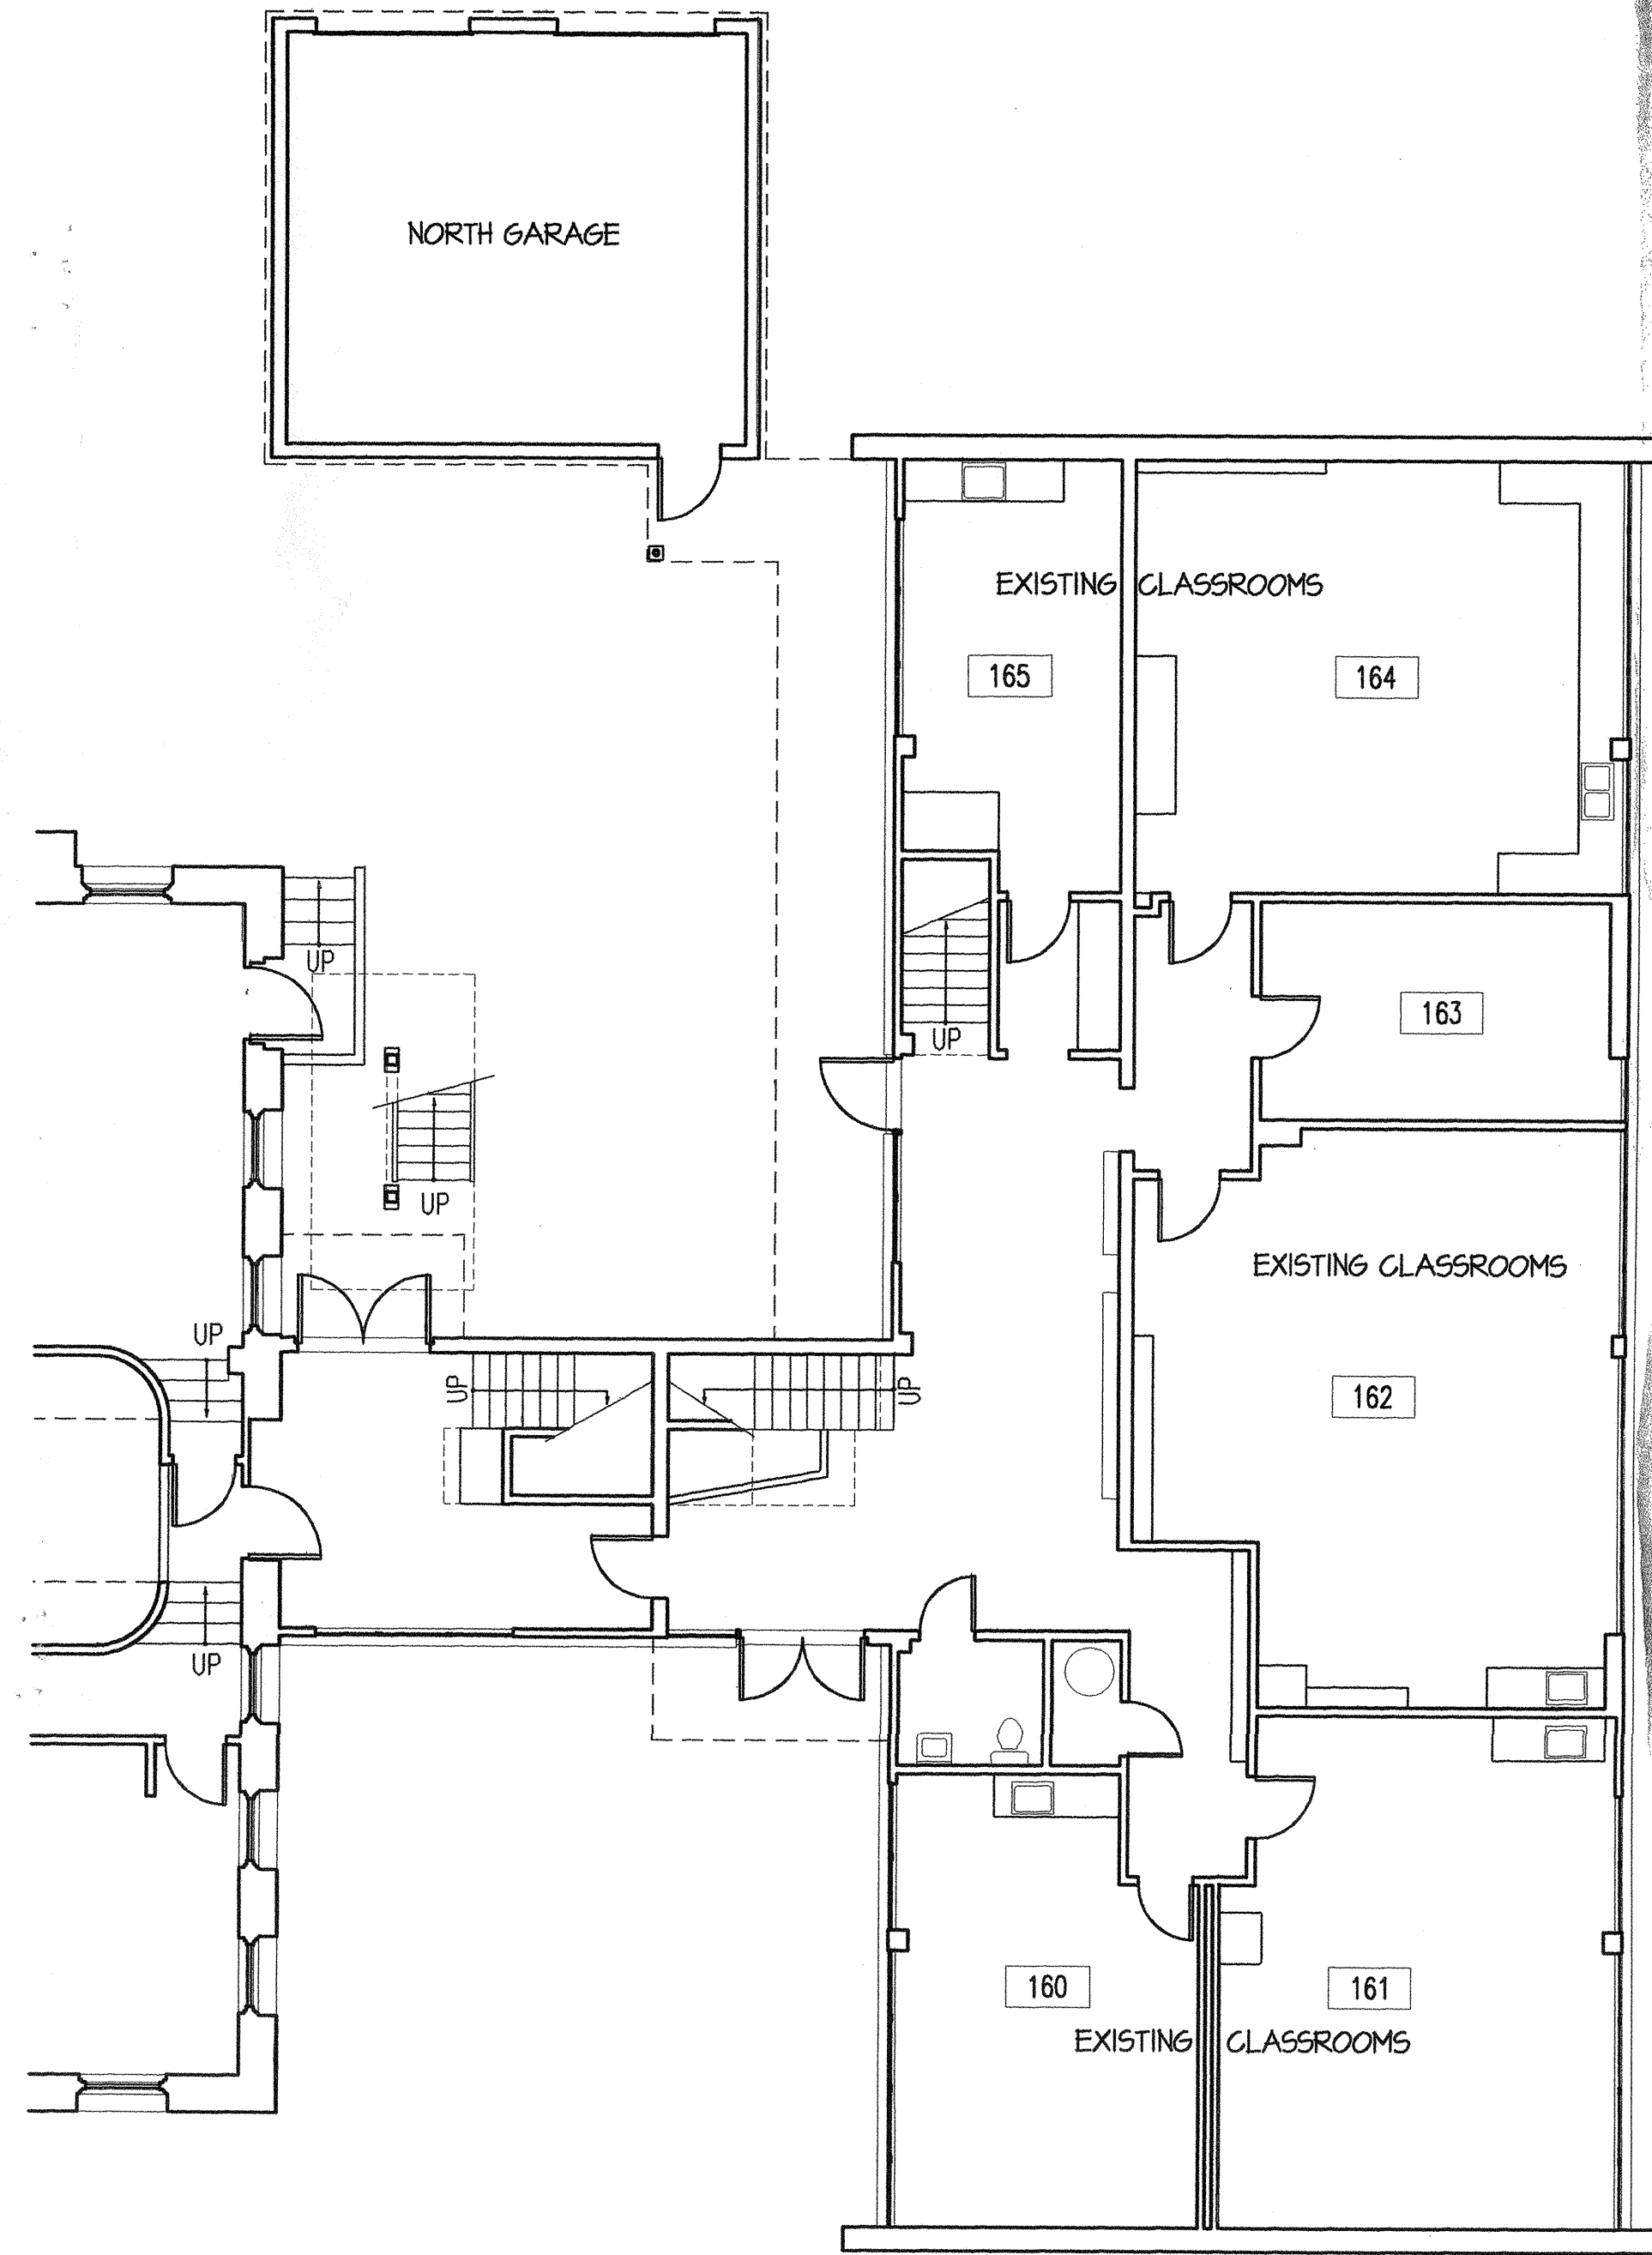 NORTH GARAGE
EXISTING CLASSROOMS
165
164
UP
163
UP
UP
EXISTING CLASSROOMS
UP
UP
UP
162
UP
160
161
EXISTING CLASSROOMS